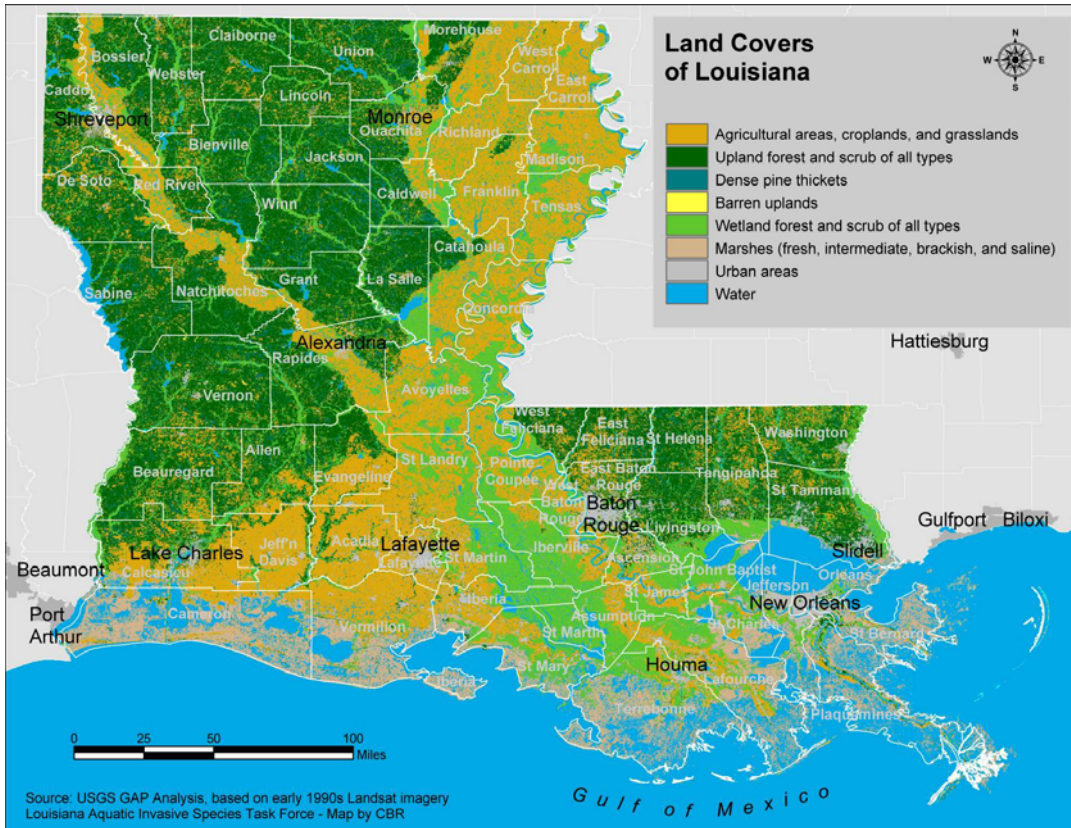 Land Covers
of Louisiana
N
W
E
S
Agricultural areas, croplands, and grasslands
Upland forest and scrub of all types
Dense pine thickets
Barren uplands
Wetland forest and scrub of all types
Marshes (fresh, intermediate, brackish, and saline)
Urban areas
Water
Claiborne
Union
Morehouse
Bossier
Webster
West
Carroll
East
Carroll
Caddo
Lincoln
Shreveport
Monroe
Ouachita
Richland
Bienville
Jackson
Madison
De Soto
Red River
Caldwell
Franklin
Winn
Tensas
Catahoula
Sabine
Natchitoches
Grant
La Salle
Concordia
Alexandria
Rapides
Hattiesburg
Vernon
Avoyelles
West
Feliciana
East
Feliciana
St Helena
Washington
Allen
Beauregard
Evangeline
St Landry
Pointe
Coupee
East Baton
Rouge
Tangipahoa
St Tammany
West
Baton
Rouge
Baton
Rouge
Livingston
Gulfport
Biloxi
Lake Charles
Jeff'n
Davis
Acadia
Lafayette
Lafayette
St Martin
Iberville
Ascension
Slidell
Beaumont
Calcasieu
St John Baptist
Orleans
Jefferson
Port
Arthur
Cameron
Vermilion
Iberia
St James
New Orleans
Assumption
St Charles
St Bernard
St Martin
St Mary
Houma
Iberia
Lafourche
Terrebonne
Plaquemines
0
25
50
100
Miles
Source: USGS GAP Analysis, based on early 1990s Landsat imagery
Louisiana Aquatic Invasive Species Task Force - Map by CBR
Gulf of Mexico